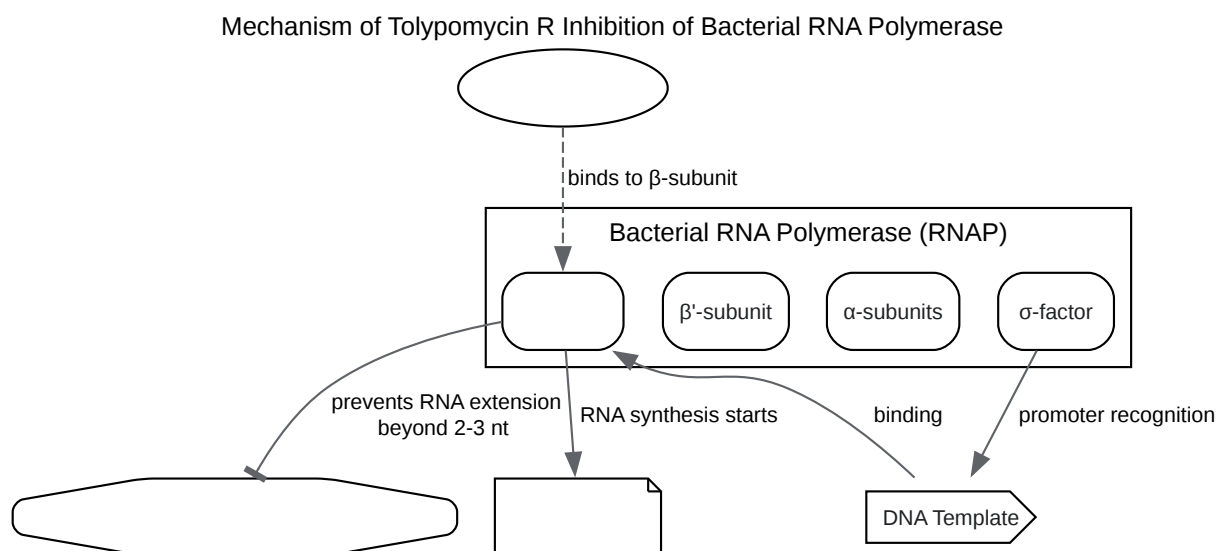 Mechanism of Tolypomycin R Inhibition of Bacterial RNA Polymerase
binds to β-subunit
Bacterial RNA Polymerase (RNAP)
β'-subunit
α-subunits
σ-factor
prevents RNA extension
beyond 2-3 nt
RNA synthesis starts
binding
promoter recognition
DNA Template